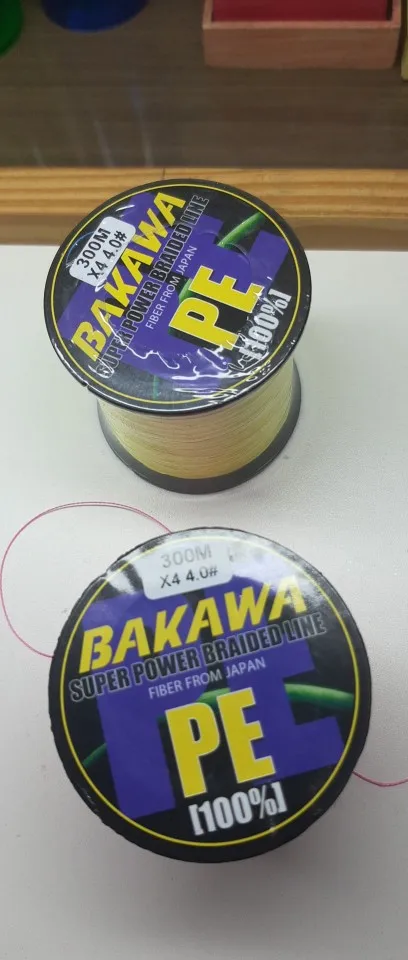 300M
X4 4.0#
BAKAWA
SUPER POWER BRAIDED LINE
FIBER FROM JAPAN
PE
[100%]
300M
X4 4.0#
BAKAWA
SUPER POWER BRAIDED LINE
FIBER FROM JAPAN
PE
[100%]